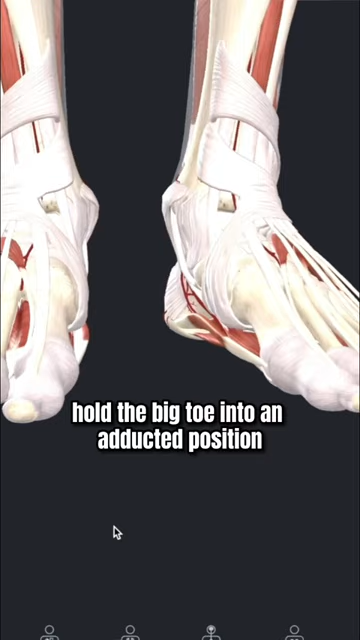 hold the big toe into an
adducted position